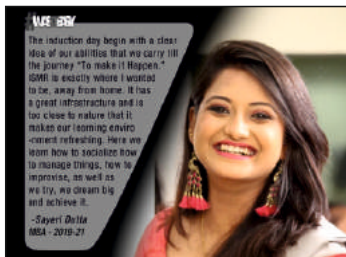 The induction day begin with a clear
idea of our abilities that we carry till
the journey "To make it Happen."
ISMR is exactly where I wanted
to be, away from home. It has
a great infrastructure and is
too close to nature that it
makes our learning enviro
-nment refreshing. Here we
learn how to socialize how
to manage things, how to
improvise, as well as
we try, we dream big
and achieve it.
-Sayeri Dutta
MBA - 2019-21